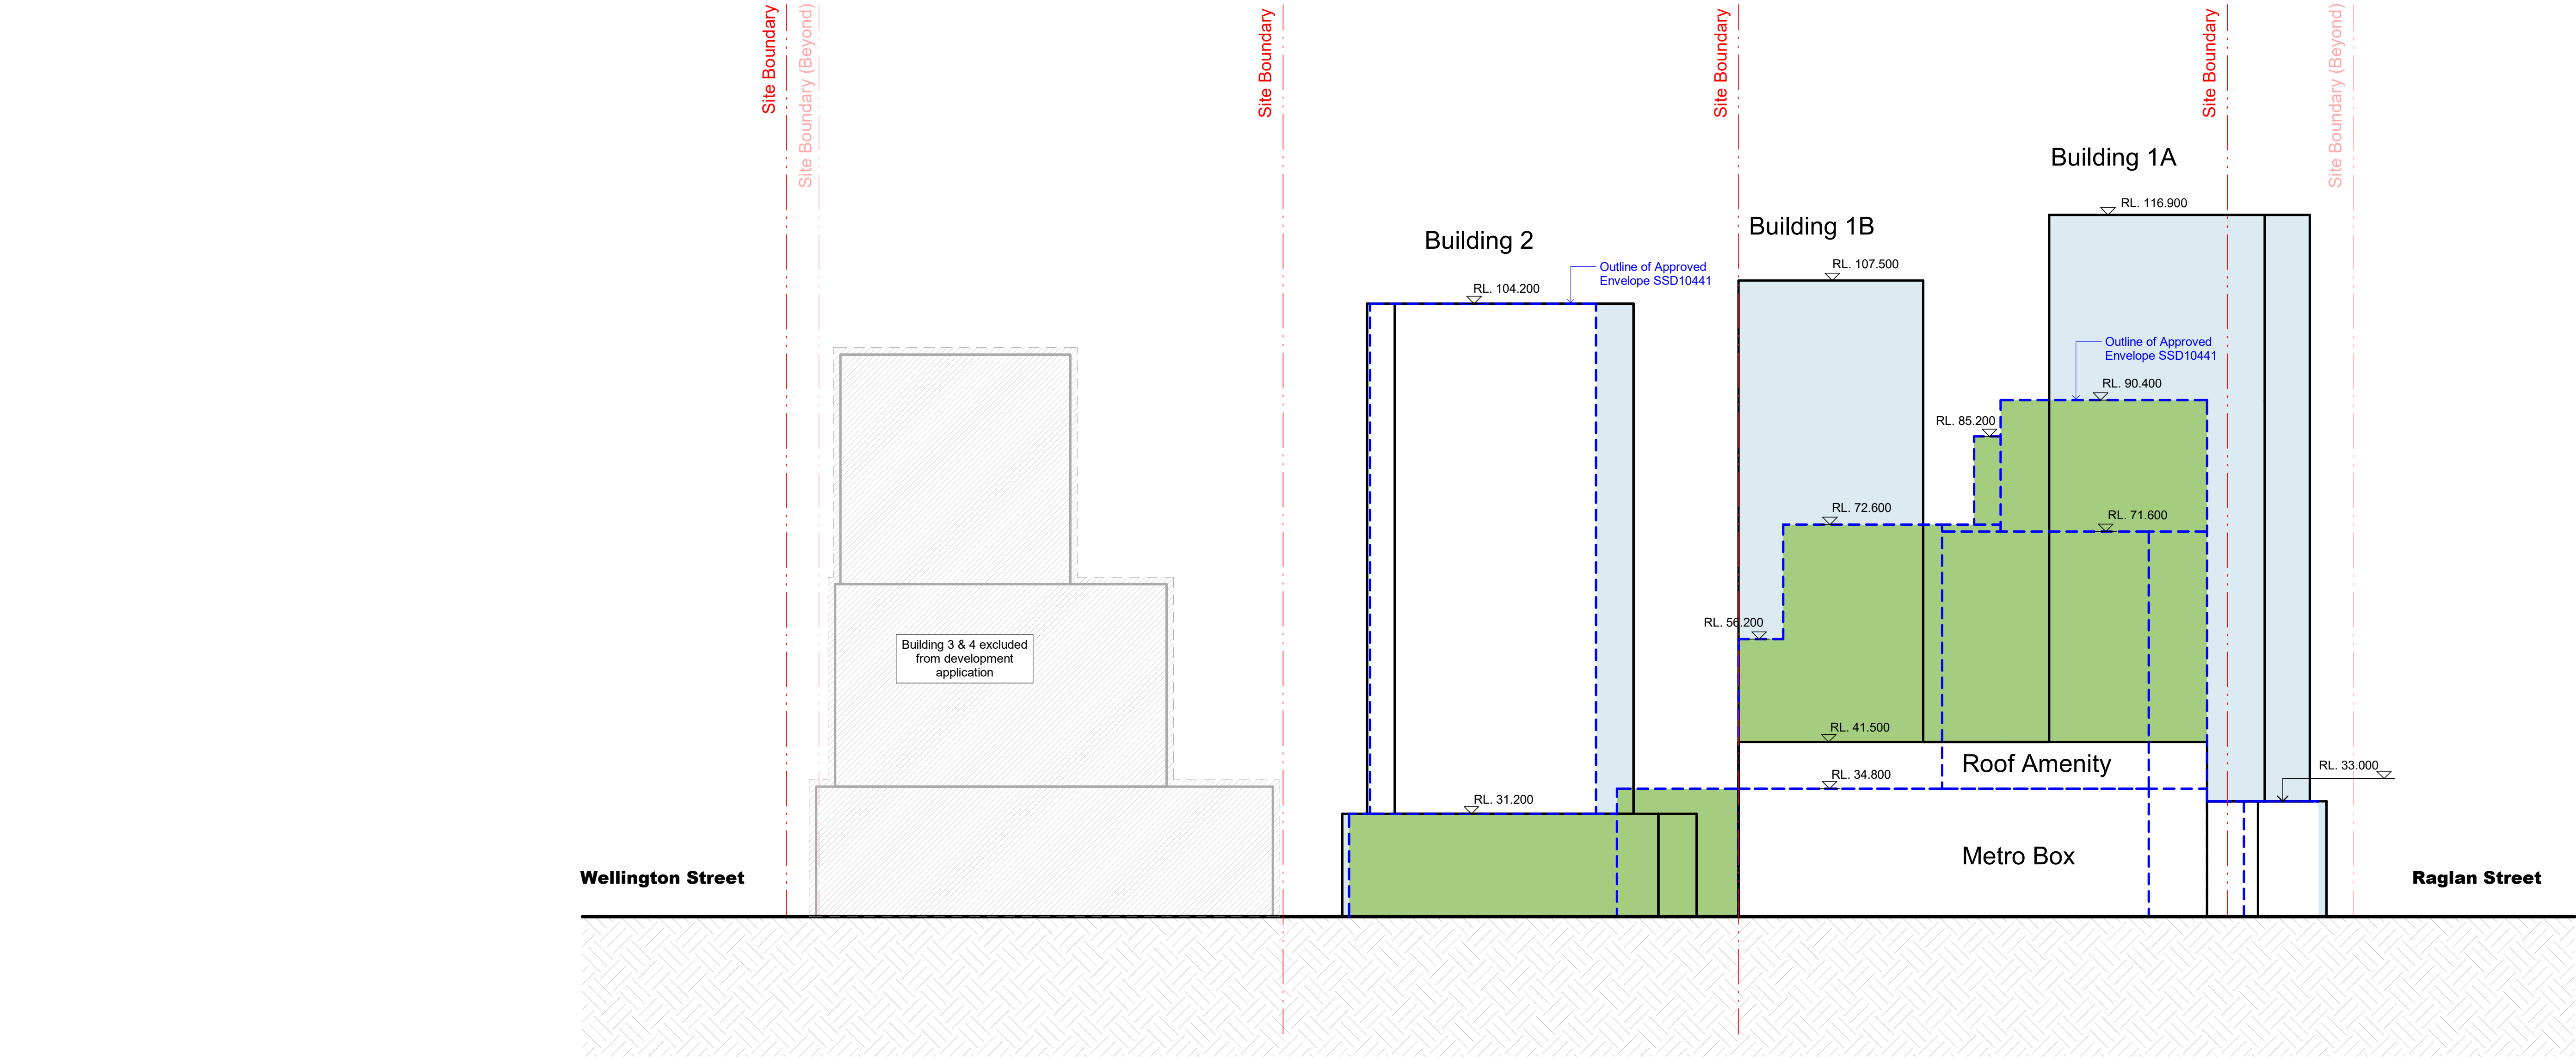 Site Boundary
Site Boundary (Beyond)
Site Boundary
Site Boundary
Site Boundary
Site Boundary (Beyond)
Building 1A
RL. 116.900
Building 1B
Building 2
RL. 107.500
Outline of Approved
Envelope SSD10441
RL. 104.200
Outline of Approved
Envelope SSD10441
RL. 90.400
RL. 85.200
RL. 72.600
RL. 71.600
RL. 56.200
Building 3 & 4 excluded
from development
application
RL. 41.500
Roof Amenity
RL. 33.000
RL. 34.800
RL. 31.200
Metro Box
Wellington Street
Raglan Street